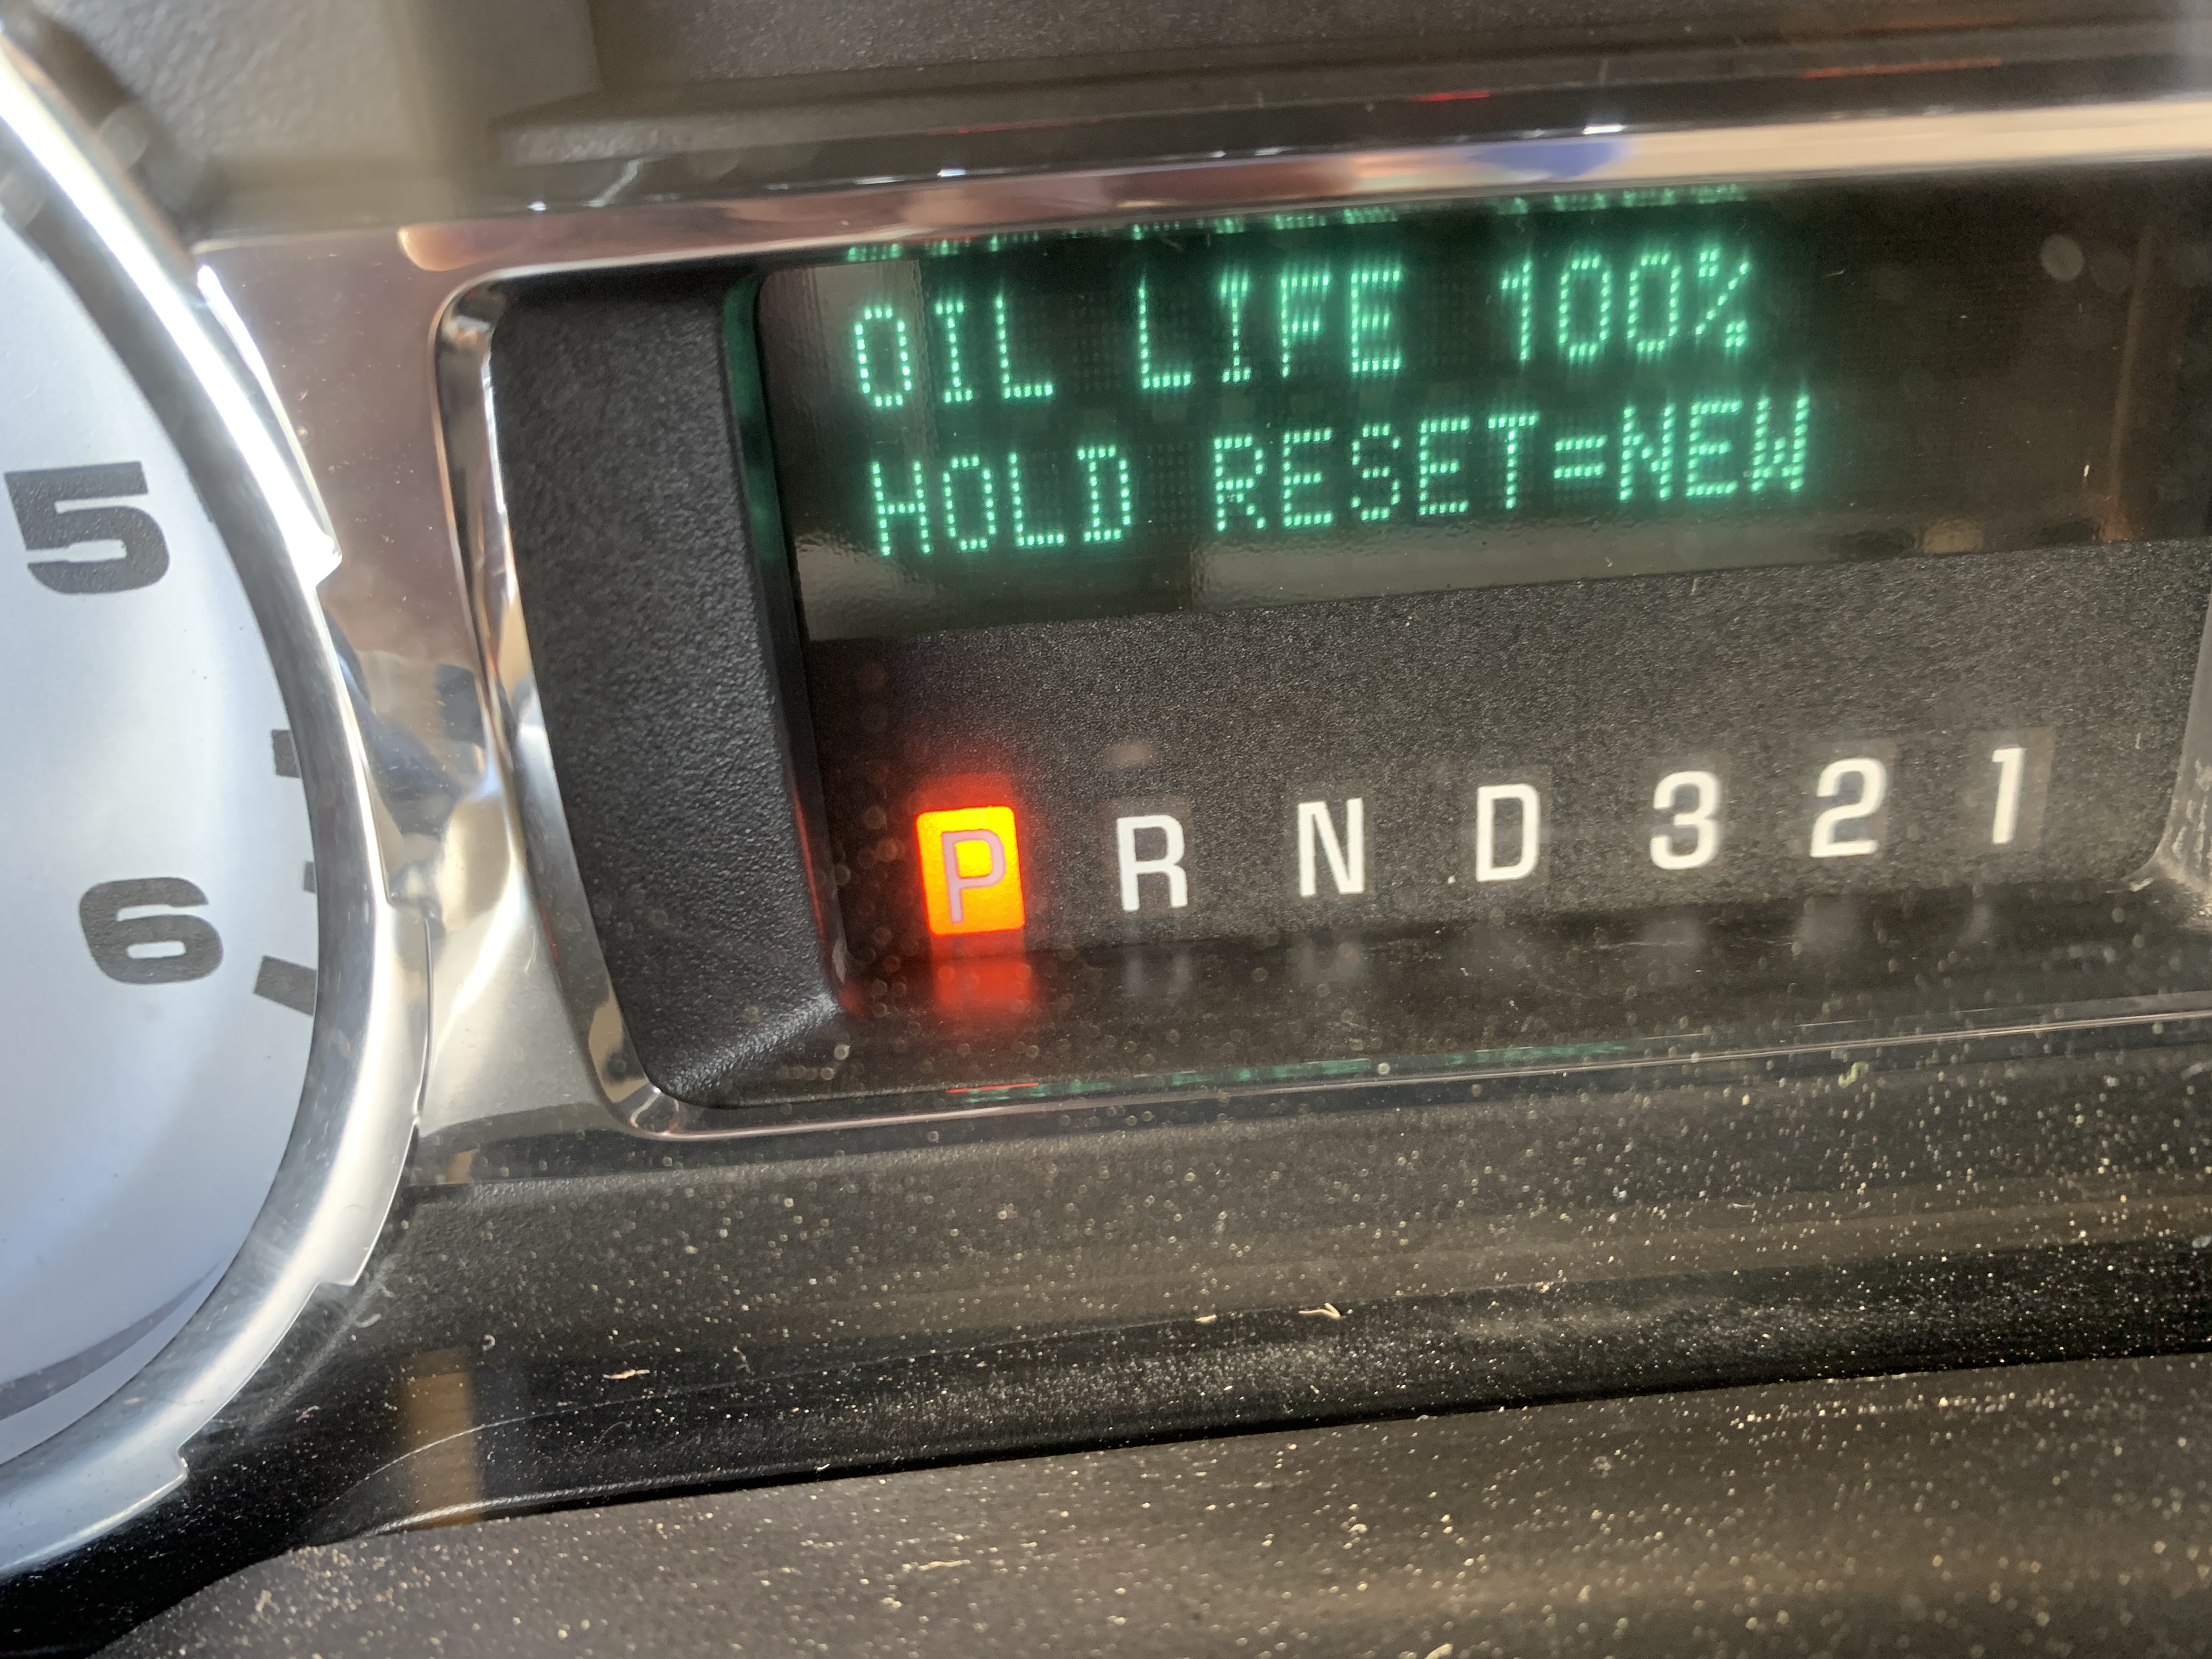 OIL LIFE 100%
HOLD RESET=NEW
5
6
P R N D 3 2 1